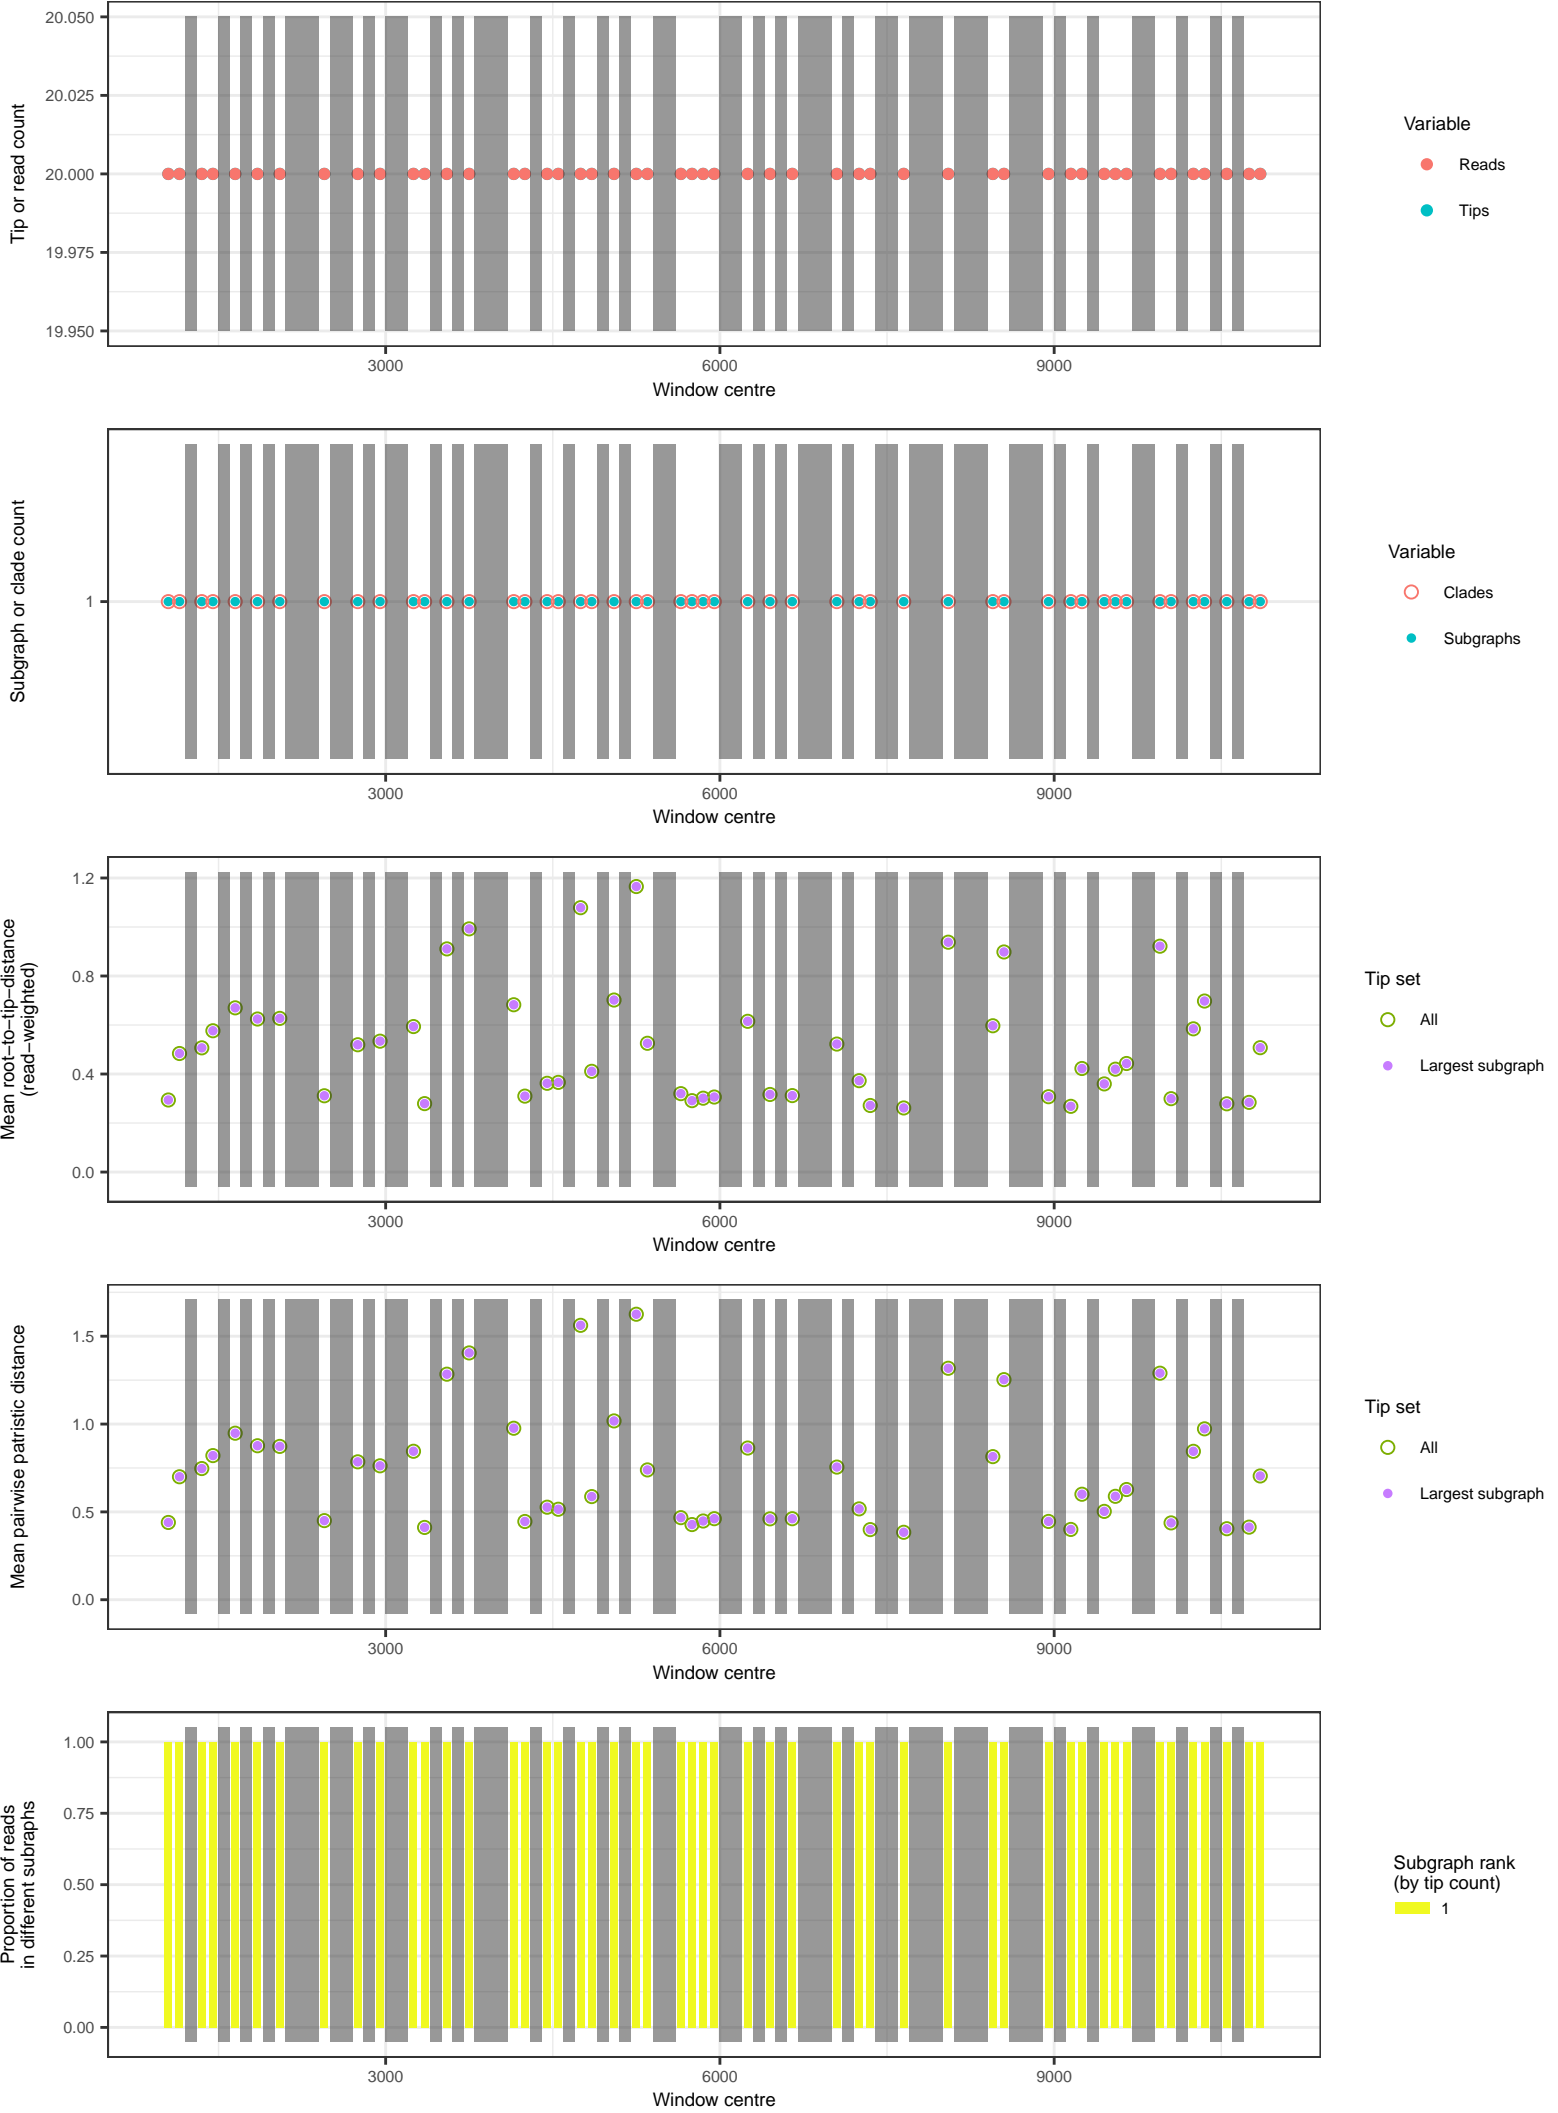 20.050
20.025
20.000
19.975
19.950
Tip or read count
3000
6000
9000
Window centre
Variable
Reads
Tips
1
Subgraph or clade count
3000
6000
9000
Window centre
Variable
Clades
Subgraphs
1.2
0.8
0.4
0.0
Mean root−to−tip−distance
(read−weighted)
3000
6000
9000
Window centre
Tip set
All
Largest subgraph
1.5
1.0
0.5
0.0
Mean pairwise patristic distance
3000
6000
9000
Window centre
Tip set
All
Largest subgraph
1.00
0.75
0.50
0.25
0.00
Proportion of reads
in different subraphs
3000
6000
9000
Window centre
Subgraph rank
(by tip count)
1